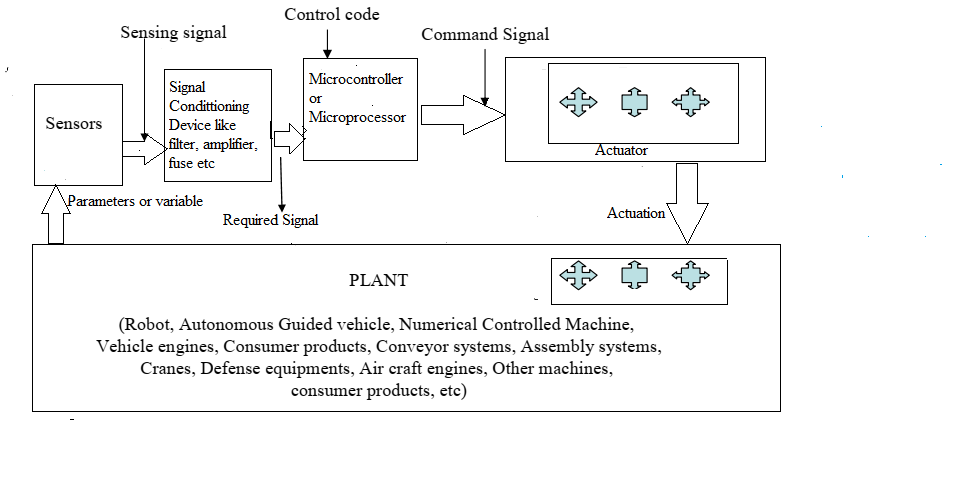 Control code
Sensing signal
Command Signal
Sensors
Signal
Condittioning
Device like
filter, amplifier,
fuse etc
Microcontroller
or
Microprocessor
Actuator
Parameters or variable
Required Signal
Actuation
PLANT
(Robot, Autonomous Guided vehicle, Numerical Controlled Machine,
Vehicle engines, Consumer products, Conveyor systems, Assembly systems,
Cranes, Defense equipments, Air craft engines, Other machines,
consumer products, etc)